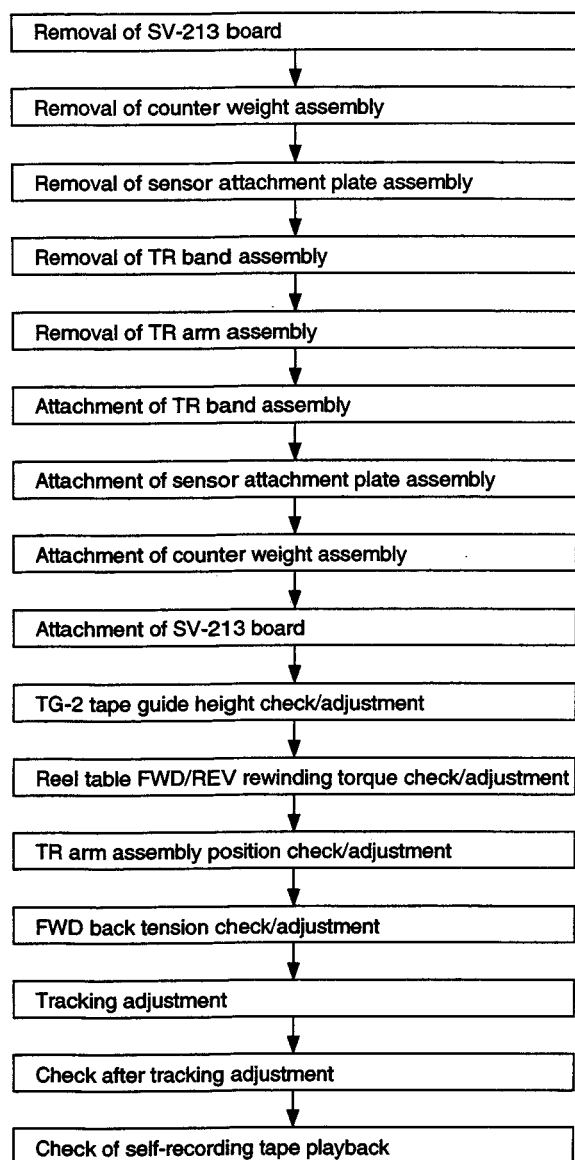 Removal of SV-213 board
Removal of counter weight assembly
Removal of sensor attachment plate assembly
Removal of TR band assembly
Removal of TR arm assembly
Attachment of TR band assembly
Attachment of sensor attachment plate assembly
Attachment of counter weight assembly
Attachment of SV-213 board
TG-2 tape guide height check/adjustment
Reel table FWD/REV rewinding torque check/adjustment
TR arm assembly position check/adjustment
FWD back tension check/adjustment
Tracking adjustment
Check after tracking adjustment
Check of self-recording tape playback